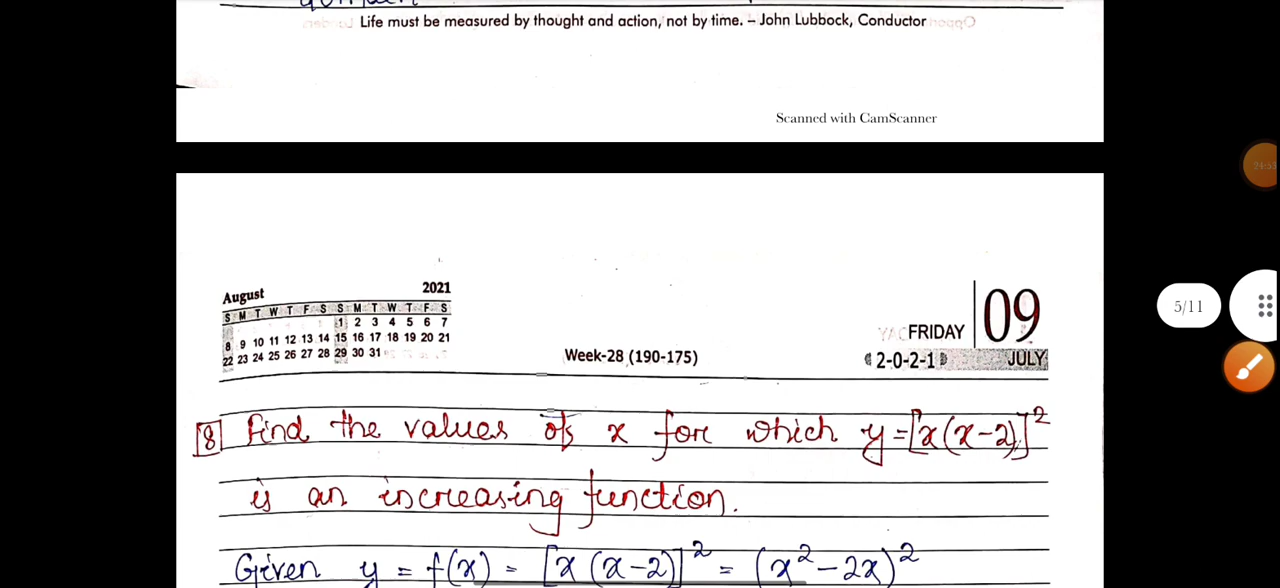 Life must be measured by thought and action, not by time. – John Lubbock, Conductor
Scanned with CamScanner
24:53
5/11
August 2021
S M T W T F S S M T W T F S
1 2 3 4 5 6 7
8 9 10 11 12 13 14 15 16 17 18 19 20 21
22 23 24 25 26 27 28 29 30 31
Week-28 (190-175)
FRIDAY 09
2-0-2-1 JULY
8 Find the values of x for which y=[x(x-2)]²
is an increasing function.
Given y = f(x) = [x (x-2)]² = (x²-2x)²